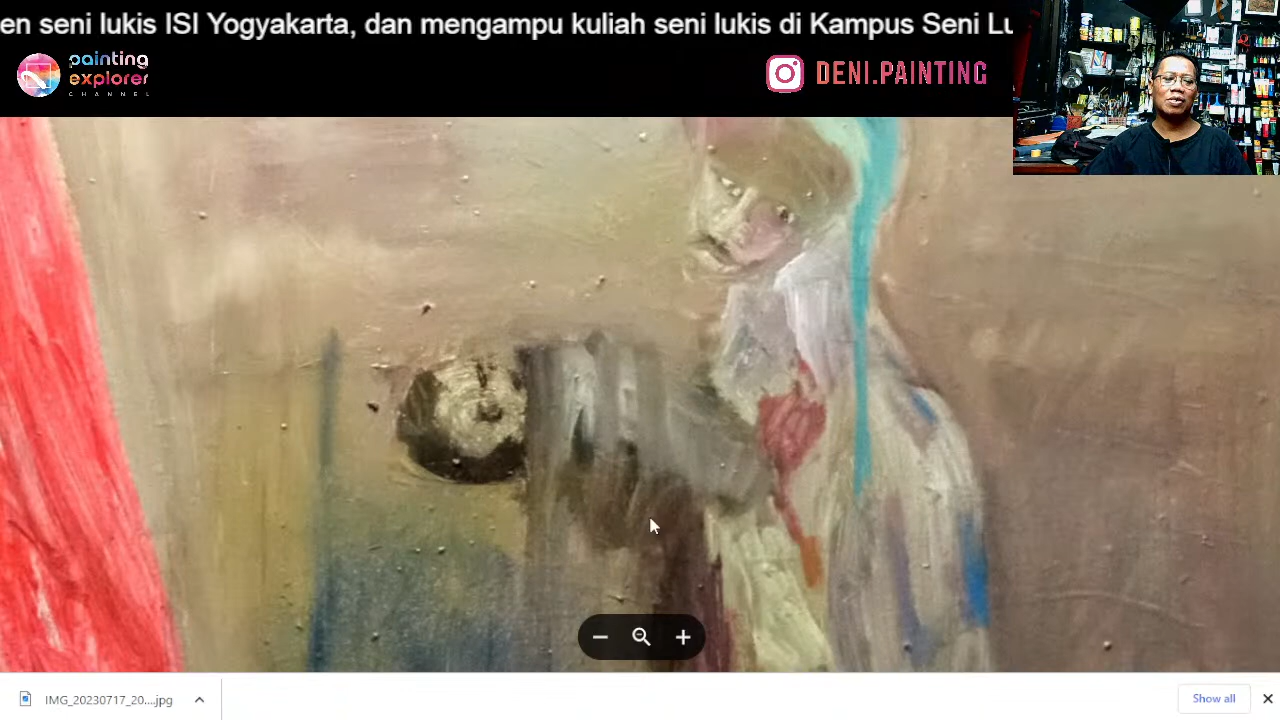 en seni lukis ISI Yogyakarta, dan mengampu kuliah seni lukis di Kampus Seni Lu
painting
explorer
CHANNEL
DENI.PAINTING
IMG_20230717_20....jpg
Show all